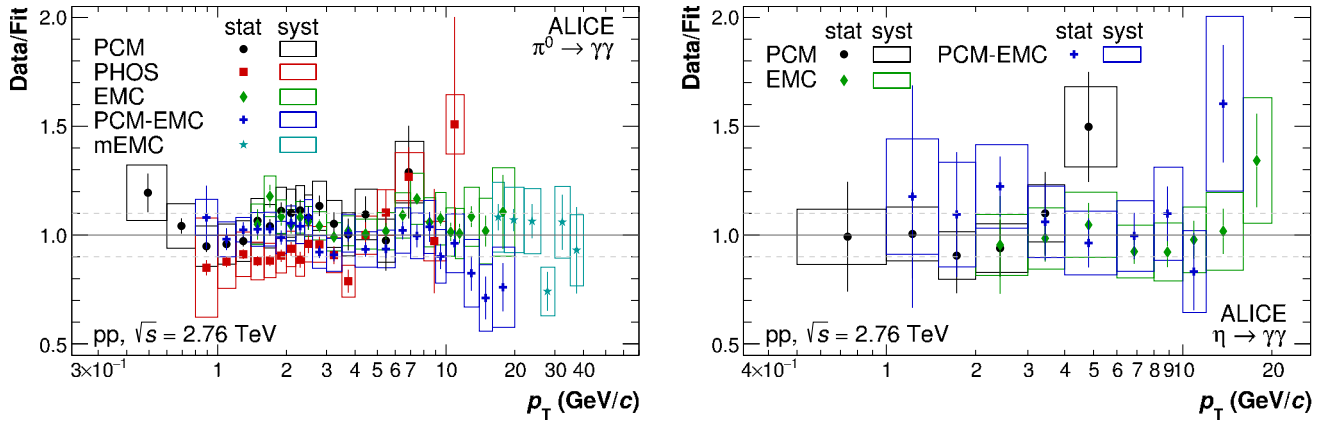 Data/Fit
2.0
1.5
1.0
0.5
stat syst
PCM
PHOS
EMC
PCM-EMC
mEMC
ALICE
π⁰ → γγ
pp, √s = 2.76 TeV
3×10⁻¹ 1 2 3 4 5 6 7 10 20 30 40
p_T (GeV/c)
Data/Fit
2.0
1.5
1.0
0.5
stat syst stat syst
PCM PCM-EMC
EMC
pp, √s = 2.76 TeV
ALICE
η → γγ
4×10⁻¹ 1 2 3 4 5 6 7 8 910 20
p_T (GeV/c)